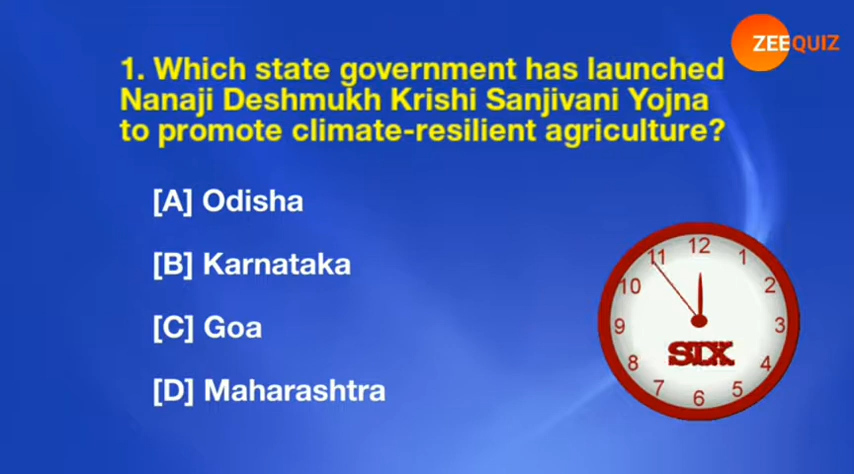 ZEEQUIZ
1. Which state government has launched
Nanaji Deshmukh Krishi Sanjivani Yojna
to promote climate-resilient agriculture?
[A] Odisha
[B] Karnataka
[C] Goa
[D] Maharashtra
12
11 1
10 2
9 3
SIX
8 4
7 5
6